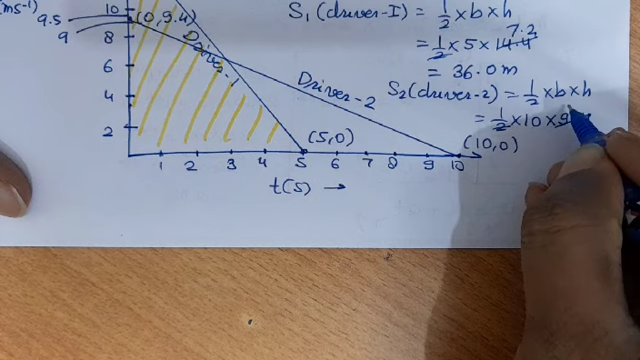 (ms⁻¹)
10
9.5
9
8
6
4
2
(0,9.4)
Driver-1
Driver-2
(5,0)
(10,0)
1 2 3 4 5 6 7 8 9 10
t(s) →
S₁ (driver-I) = 1/2 × b × h
7.2
= 1/2 × 5 × 14.4
= 36.0 m
S₂ (driver-2) = 1/2 × b × h
= 1/2 × 10 × 9